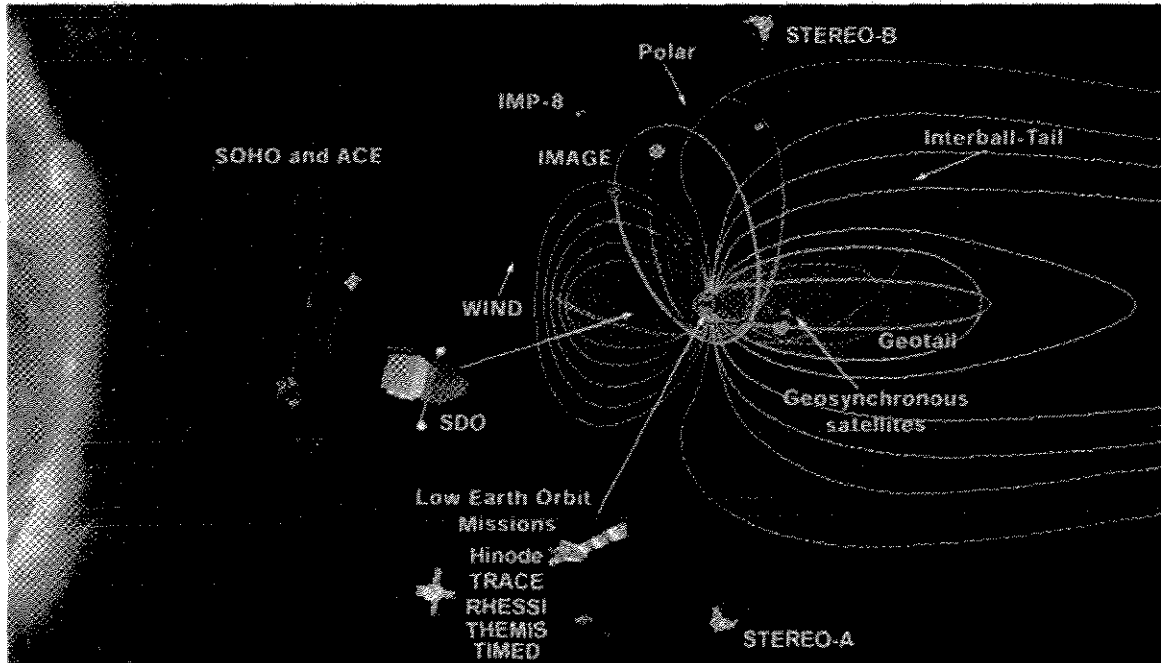 STEREO-B
Polar
IMP-8
Interball-Tail
SOHO and ACE
IMAGE
WIND
Geotail
Geosynchronous
satellites
SDO
Low Earth Orbit
Missions
Hinode
TRACE
RHESSI
THEMIS
TIMED
STEREO-A